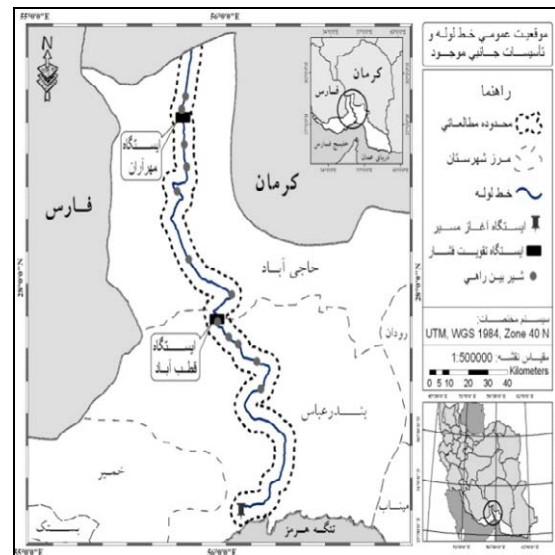 موقعیت عمومی خط لوله و
تأسیسات جانبی موجود
راهنما
محدوده مطالعاتی
مرز شهرستان
خط لوله
ایستگاه آغاز مسیر
ایستگاه تقویت فشار
شیر بین راهی
سیستم مختصات:
UTM, WGS 1984, Zone 40 N
مقیاس نقشه: 1:500000
Kilometers
0 5 10 20 30 40
55°0'0"E
56°0'0"E
N
کرمان
فارس
خلیج فارس
دریای عمان
ایستگاه
مهرآران
کرمان
فارس
حاجی آباد
28°0'0"N
28°0'0"N
رودان
ایستگاه
قطب آباد
بندرعباس
خمیر
میناب
بستک
تنگه هرمز
55°0'0"E
56°0'0"E